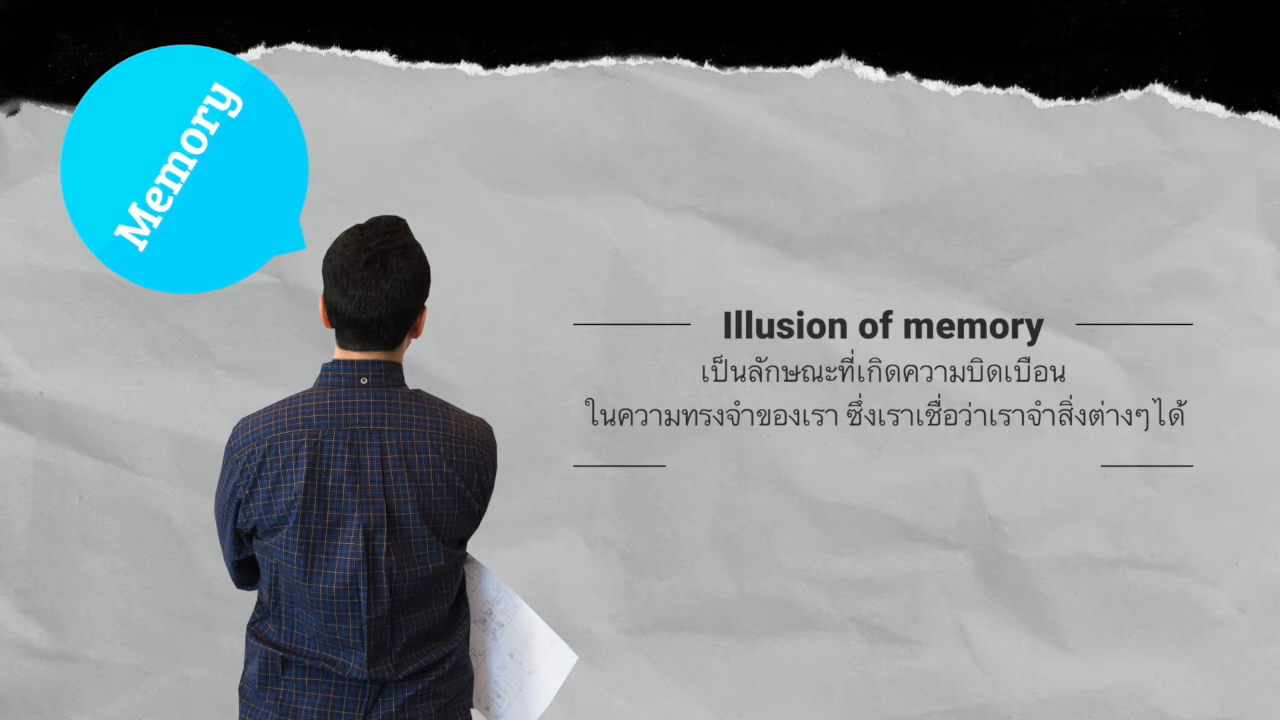 Memory
Illusion of memory
เป็นลักษณะที่เกิดความบิดเบือน
ในความทรงจำของเรา ซึ่งเราเชื่อว่าเราจำสิ่งต่างๆได้